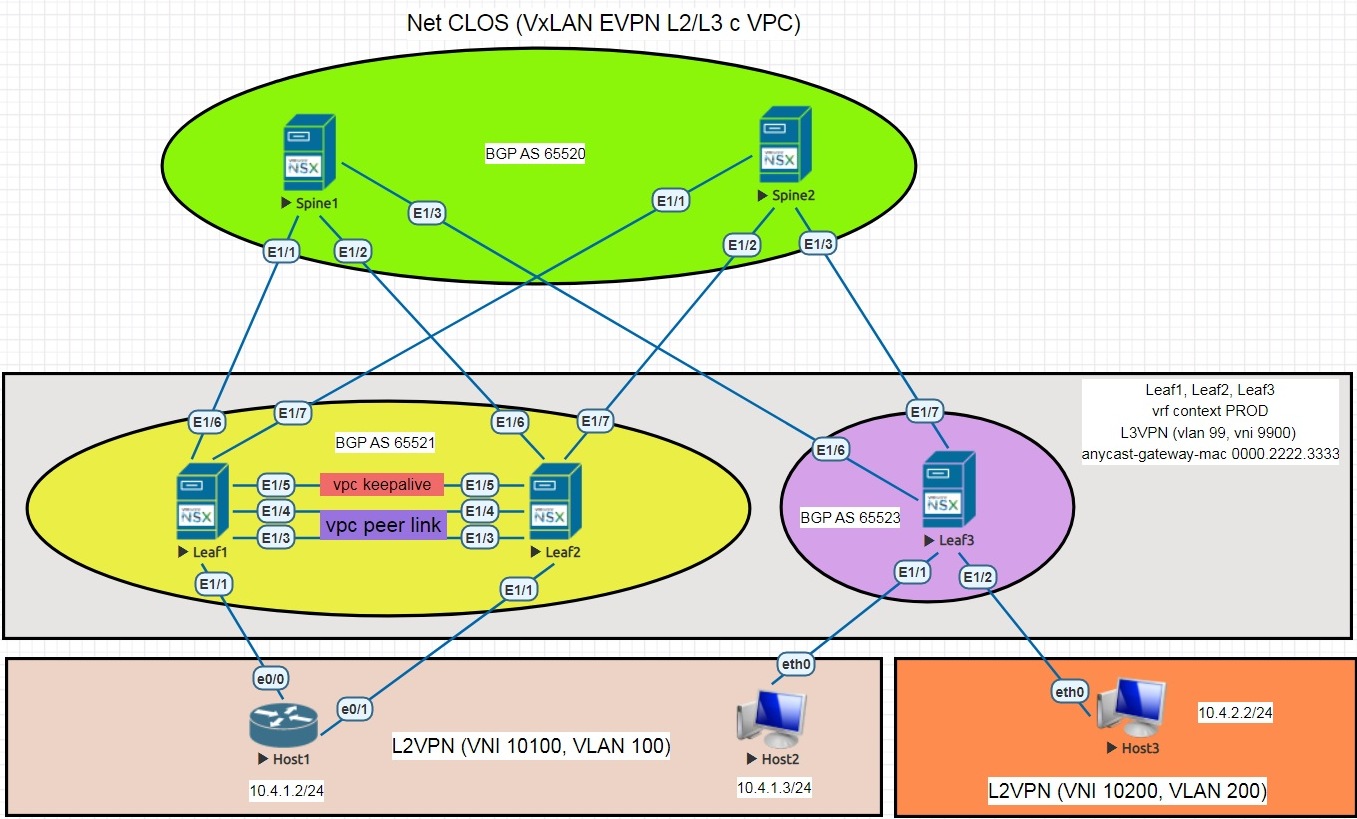 Net CLOS (VxLAN EVPN L2/L3 с VPC)
BGP AS 65520
NSX
NSX
Spine1
Spine2
E1/3
E1/1
E1/1
E1/2
E1/2
E1/3
Leaf1, Leaf2, Leaf3
vrf context PROD
L3VPN (vlan 99, vni 9900)
anycast-gateway-mac 0000.2222.3333
E1/6
E1/7
E1/6
E1/7
E1/7
E1/6
BGP AS 65521
NSX
E1/5
vpc keepalive
E1/5
E1/4
E1/4
vpc peer link
E1/3
E1/3
NSX
Leaf1
Leaf2
BGP AS 65523
NSX
Leaf3
E1/1
E1/1
E1/1
E1/2
e0/0
e0/1
eth0
eth0
Host1
10.4.1.2/24
L2VPN (VNI 10100, VLAN 100)
Host2
10.4.1.3/24
10.4.2.2/24
Host3
L2VPN (VNI 10200, VLAN 200)